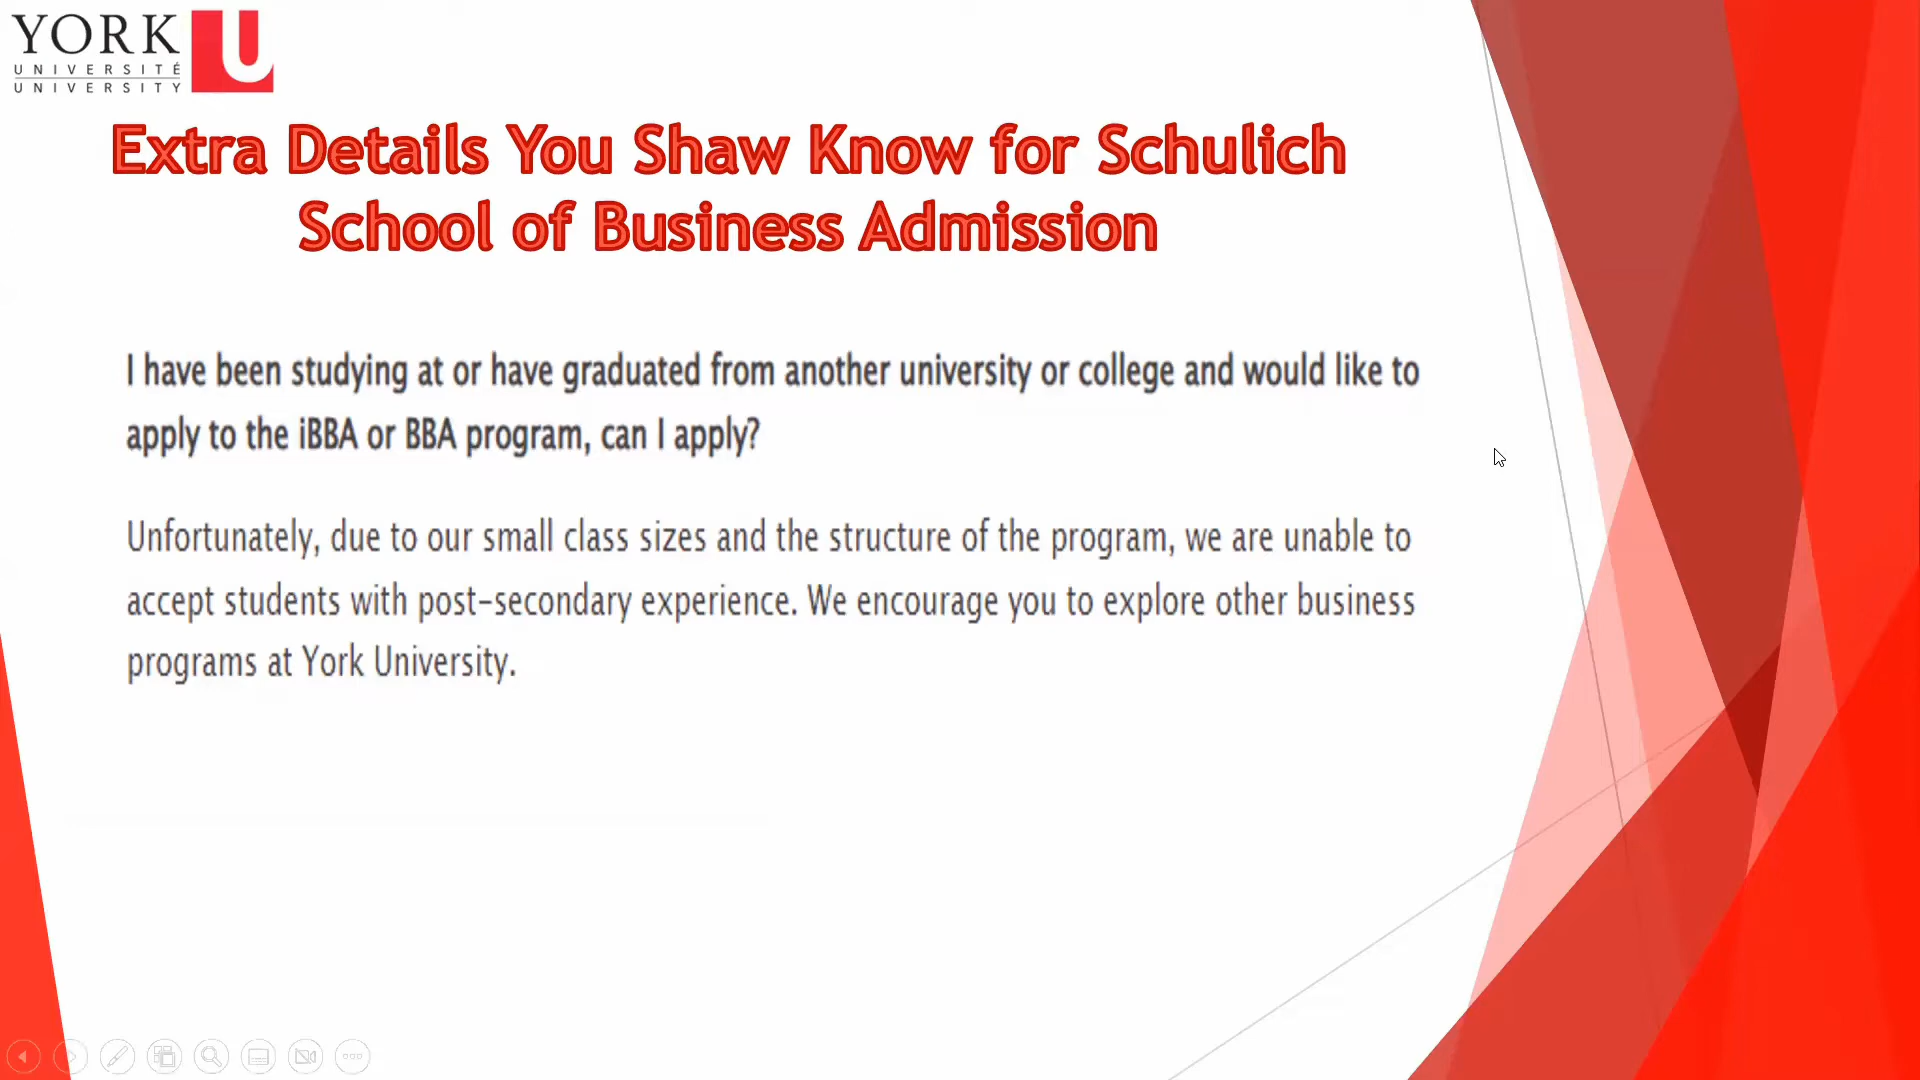 YORK
UNIVERSITÉ
UNIVERSITY
U
Extra Details You Shaw Know for Schulich
School of Business Admission
I have been studying at or have graduated from another university or college and would like to
apply to the iBBA or BBA program, can I apply?
Unfortunately, due to our small class sizes and the structure of the program, we are unable to
accept students with post-secondary experience. We encourage you to explore other business
programs at York University.